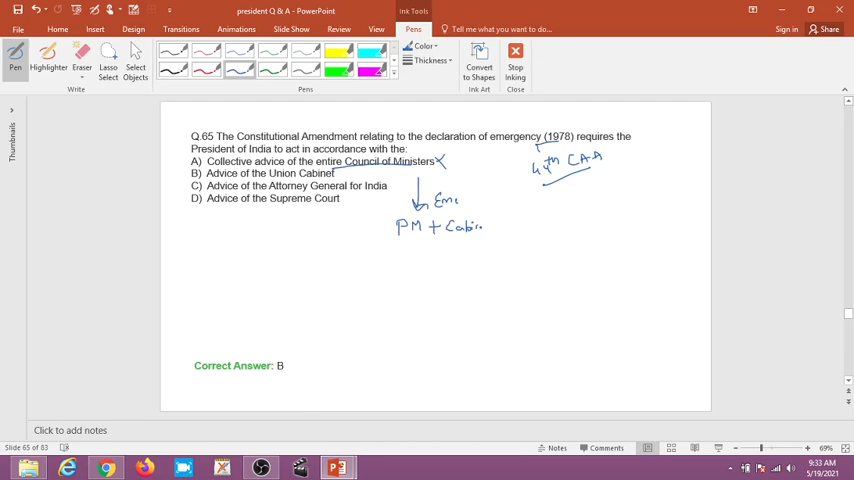 president Q & A - PowerPoint
Ink Tools
Sign in
Share
File
Home
Insert
Design
Transitions
Animations
Slide Show
Review
View
Pens
Tell me what you want to do...
Pen
Highlighter
Eraser
Lasso Select
Select Objects
Color
Thickness
Convert to Shapes
Stop Inking
Write
Pens
Ink Art
Close
Thumbnails
Q.65 The Constitutional Amendment relating to the declaration of emergency (1978) requires the
President of India to act in accordance with the:
A) Collective advice of the entire Council of Ministers
B) Advice of the Union Cabinet
C) Advice of the Attorney General for India
D) Advice of the Supreme Court
44th CAA
Eme
PM + Cabi
Correct Answer: B
Click to add notes
Slide 65 of 83
Notes
Comments
69%
9:33 AM
5/19/2021